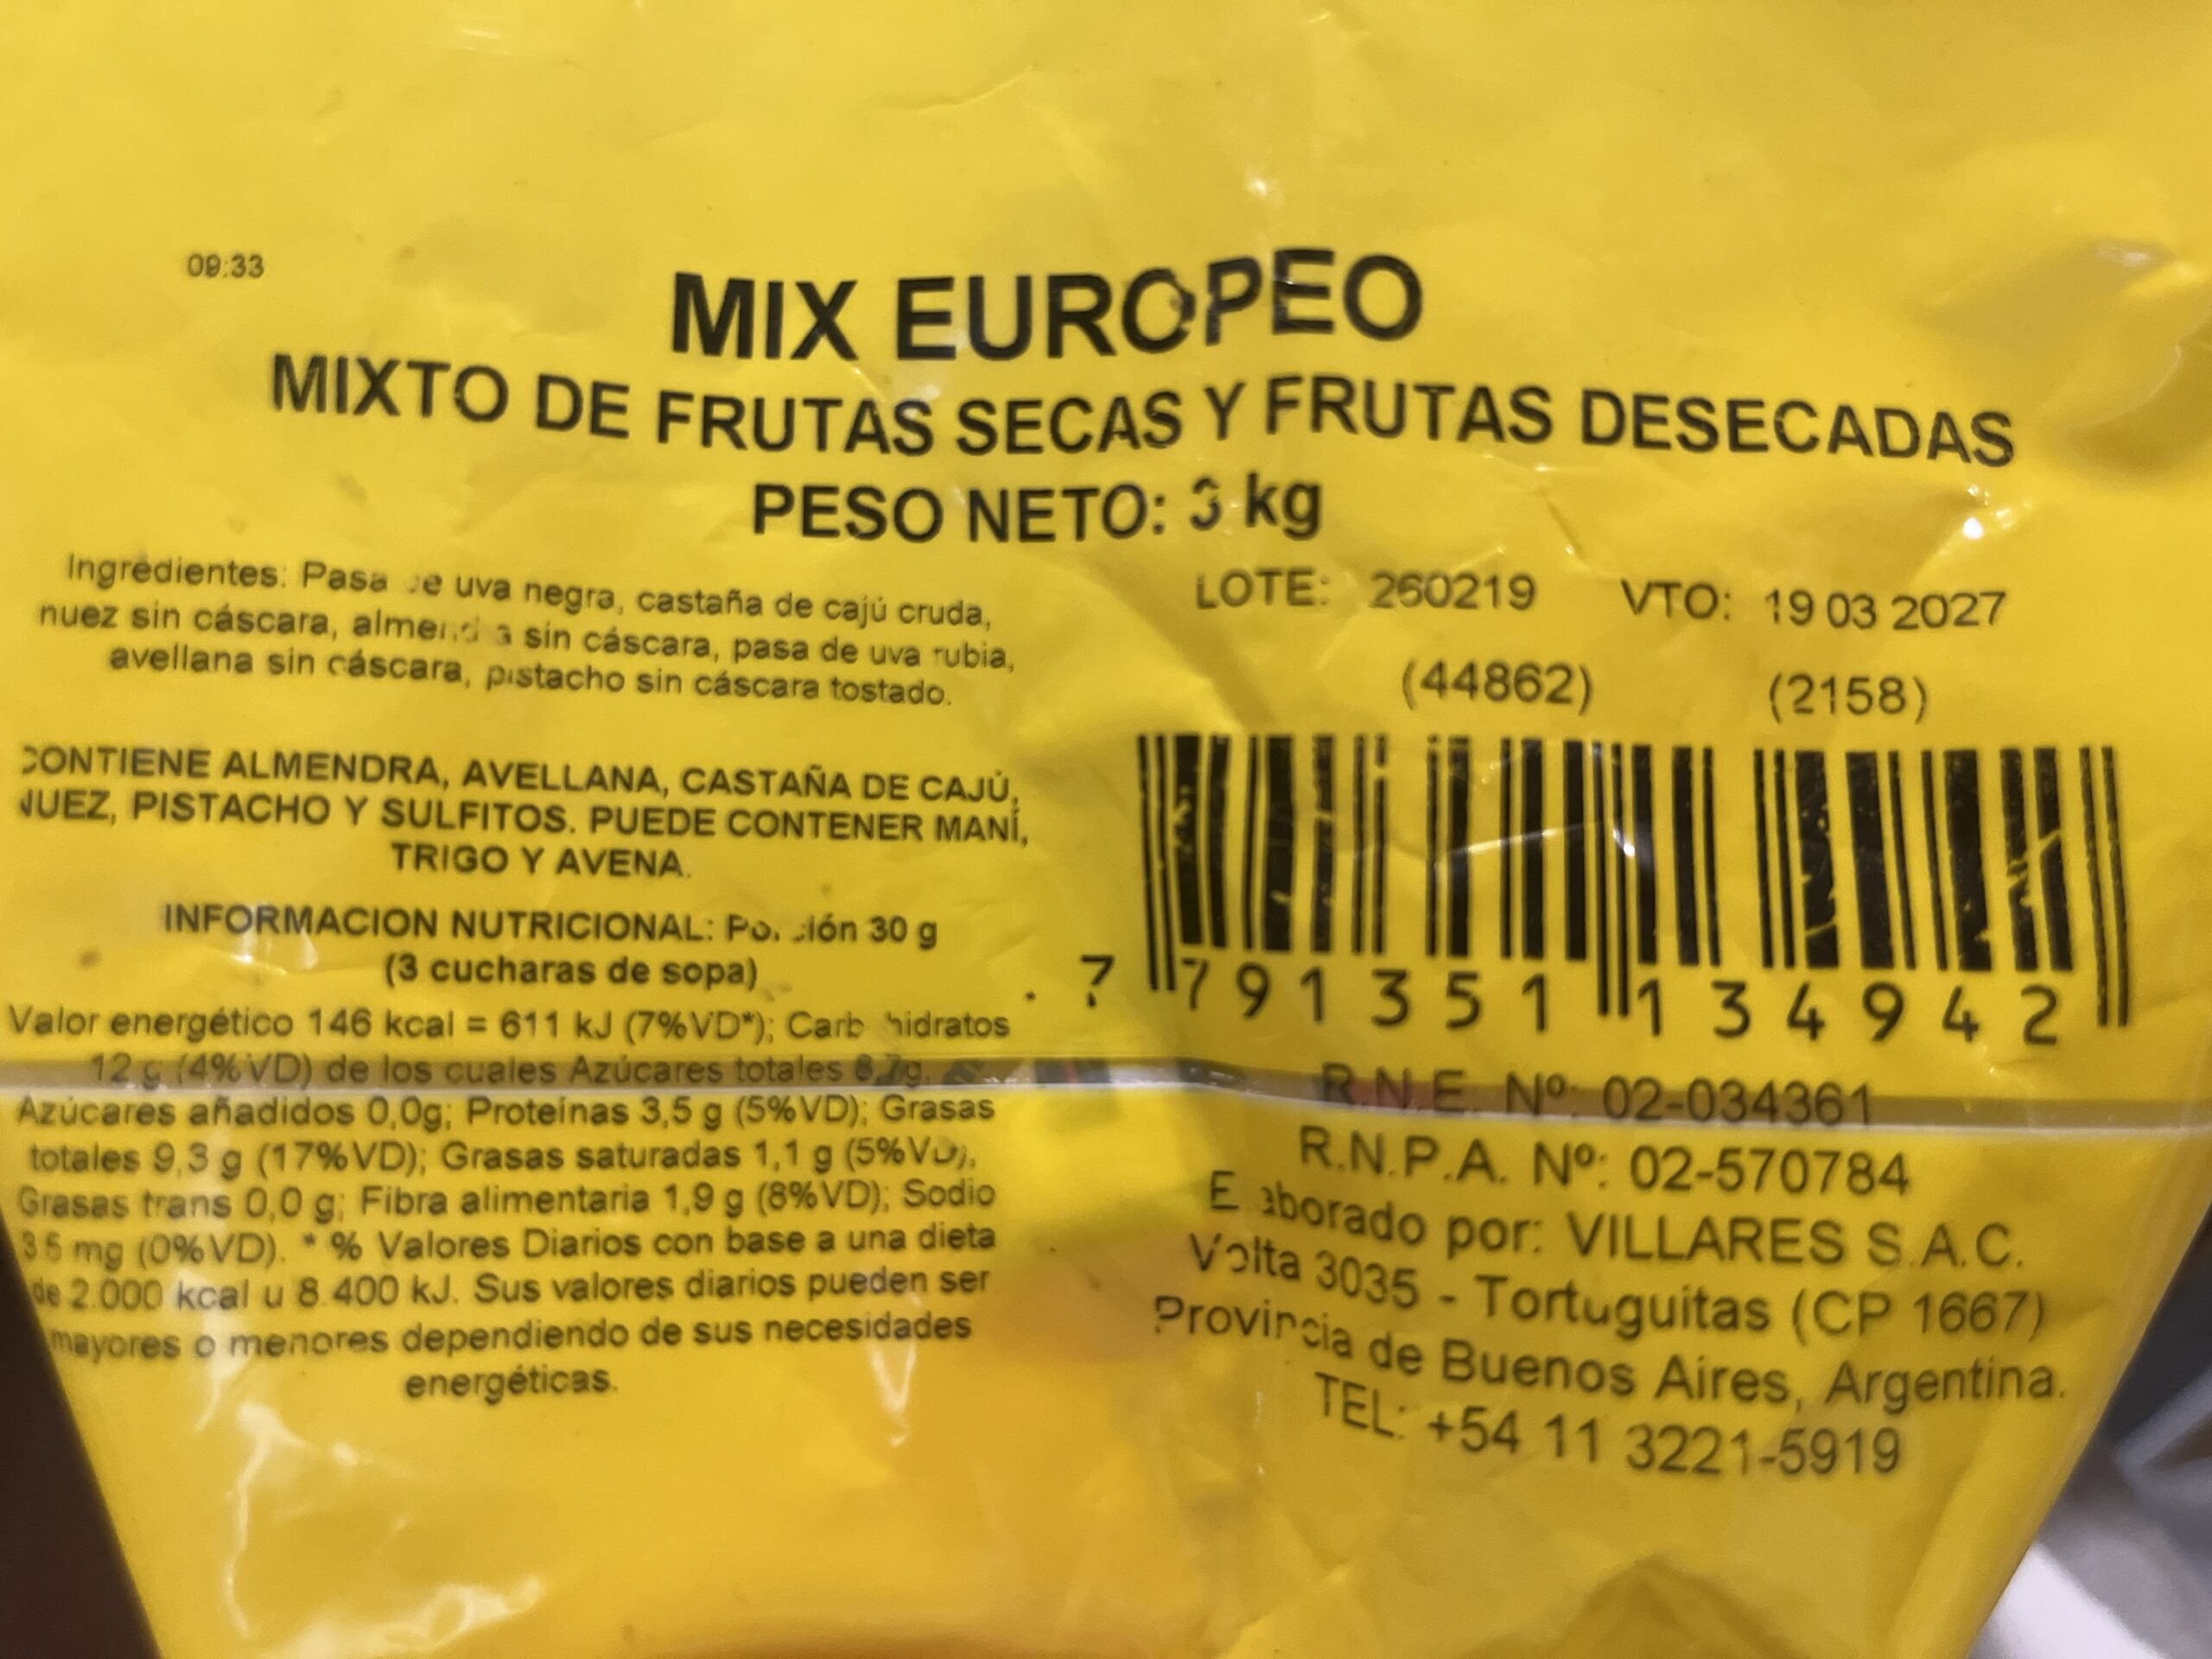 09:33
MIX EUROPEO
MIXTO DE FRUTAS SECAS Y FRUTAS DESECADAS
PESO NETO: 3 kg
Ingredientes: Pasa de uva negra, castaña de cajú cruda,
nuez sin cáscara, almendra sin cáscara, pasa de uva rubia,
avellana sin cáscara, pistacho sin cáscara tostado.
CONTIENE ALMENDRA, AVELLANA, CASTAÑA DE CAJÚ,
NUEZ, PISTACHO Y SULFITOS. PUEDE CONTENER MANÍ,
TRIGO Y AVENA.
INFORMACION NUTRICIONAL: Porción 30 g
(3 cucharas de sopa)
Valor energético 146 kcal = 611 kJ (7%VD*); Carbohidratos
12 g (4%VD) de los cuales Azúcares totales 8,7g.
Azúcares añadidos 0,0g; Proteínas 3,5 g (5%VD); Grasas
totales 9,3 g (17%VD); Grasas saturadas 1,1 g (5%VD),
Grasas trans 0,0 g; Fibra alimentaria 1,9 g (8%VD); Sodio
mg (0%VD). * % Valores Diarios con base a una dieta
de 2.000 kcal u 8.400 kJ. Sus valores diarios pueden ser
mayores o menores dependiendo de sus necesidades
energéticas.
LOTE: 260219 VTO: 19 03 2027
(44862) (2158)
7 791351 134942
R.N.E. Nº: 02-034361
R.N.P.A. Nº: 02-570784
Elaborado por: VILLARES S.A.C.
Volta 3035 - Tortuguitas (CP 1667)
Provincia de Buenos Aires, Argentina.
TEL: +54 11 3221-5919